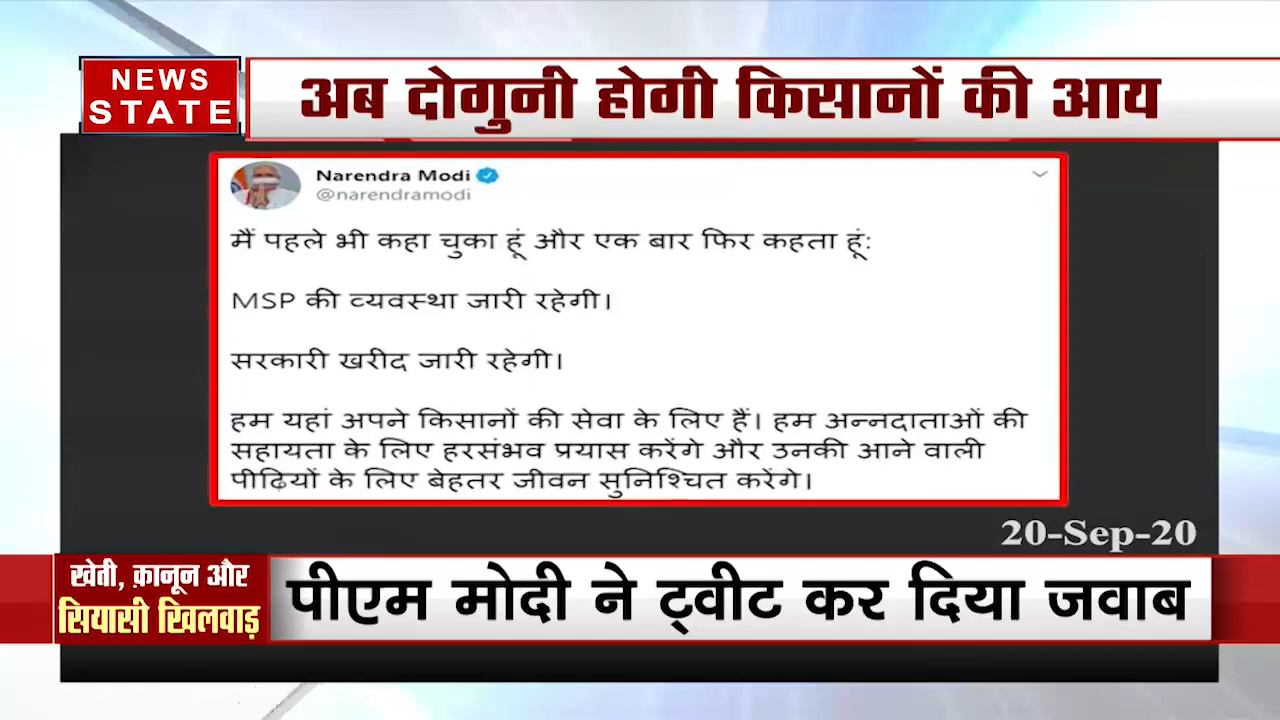 NEWS
STATE
अब दोगुनी होगी किसानों की आय
Narendra Modi
@narendramodi
मैं पहले भी कहा चुका हूं और एक बार फिर कहता हूं:
MSP की व्यवस्था जारी रहेगी।
सरकारी खरीद जारी रहेगी।
हम यहां अपने किसानों की सेवा के लिए हैं। हम अन्नदाताओं की
सहायता के लिए हरसंभव प्रयास करेंगे और उनकी आने वाली
पीढ़ियों के लिए बेहतर जीवन सुनिश्चित करेंगे।
20-Sep-20
खेती, क़ानून और
सियासी खिलवाड़
पीएम मोदी ने ट्वीट कर दिया जवाब